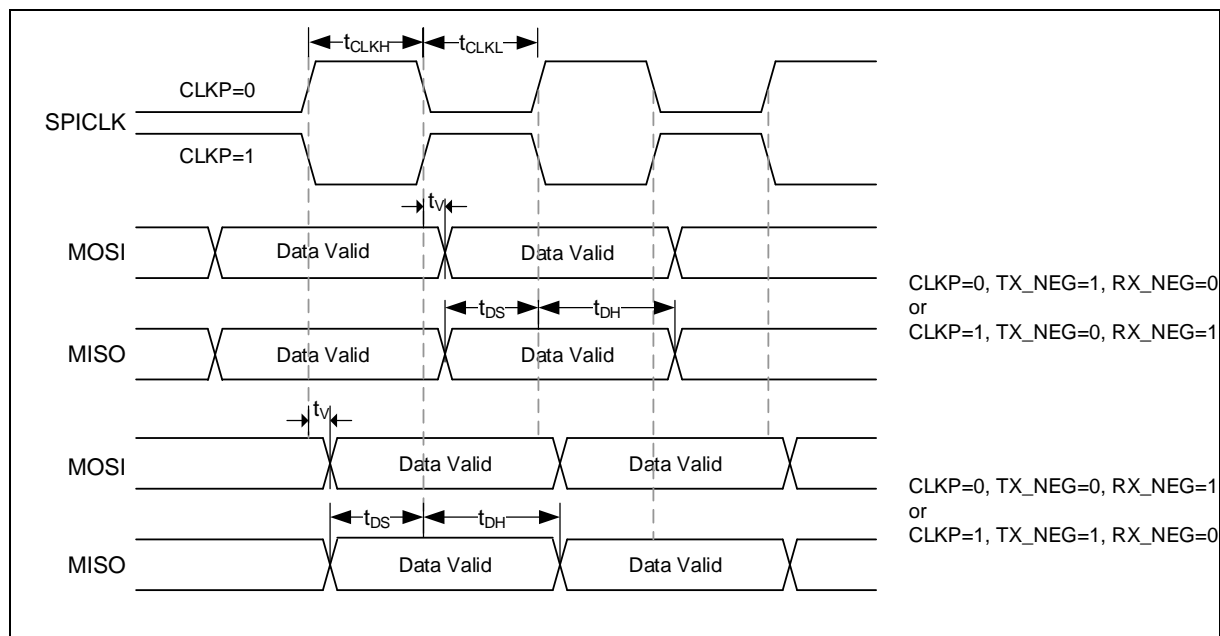 tCLKH tCLKL
CLKP=0
SPICLK
CLKP=1
tV
MOSI Data Valid Data Valid
CLKP=0, TX_NEG=1, RX_NEG=0
or
CLKP=1, TX_NEG=0, RX_NEG=1
tDS tDH
MISO Data Valid Data Valid
tV
MOSI Data Valid Data Valid
CLKP=0, TX_NEG=0, RX_NEG=1
or
CLKP=1, TX_NEG=1, RX_NEG=0
tDS tDH
MISO Data Valid Data Valid